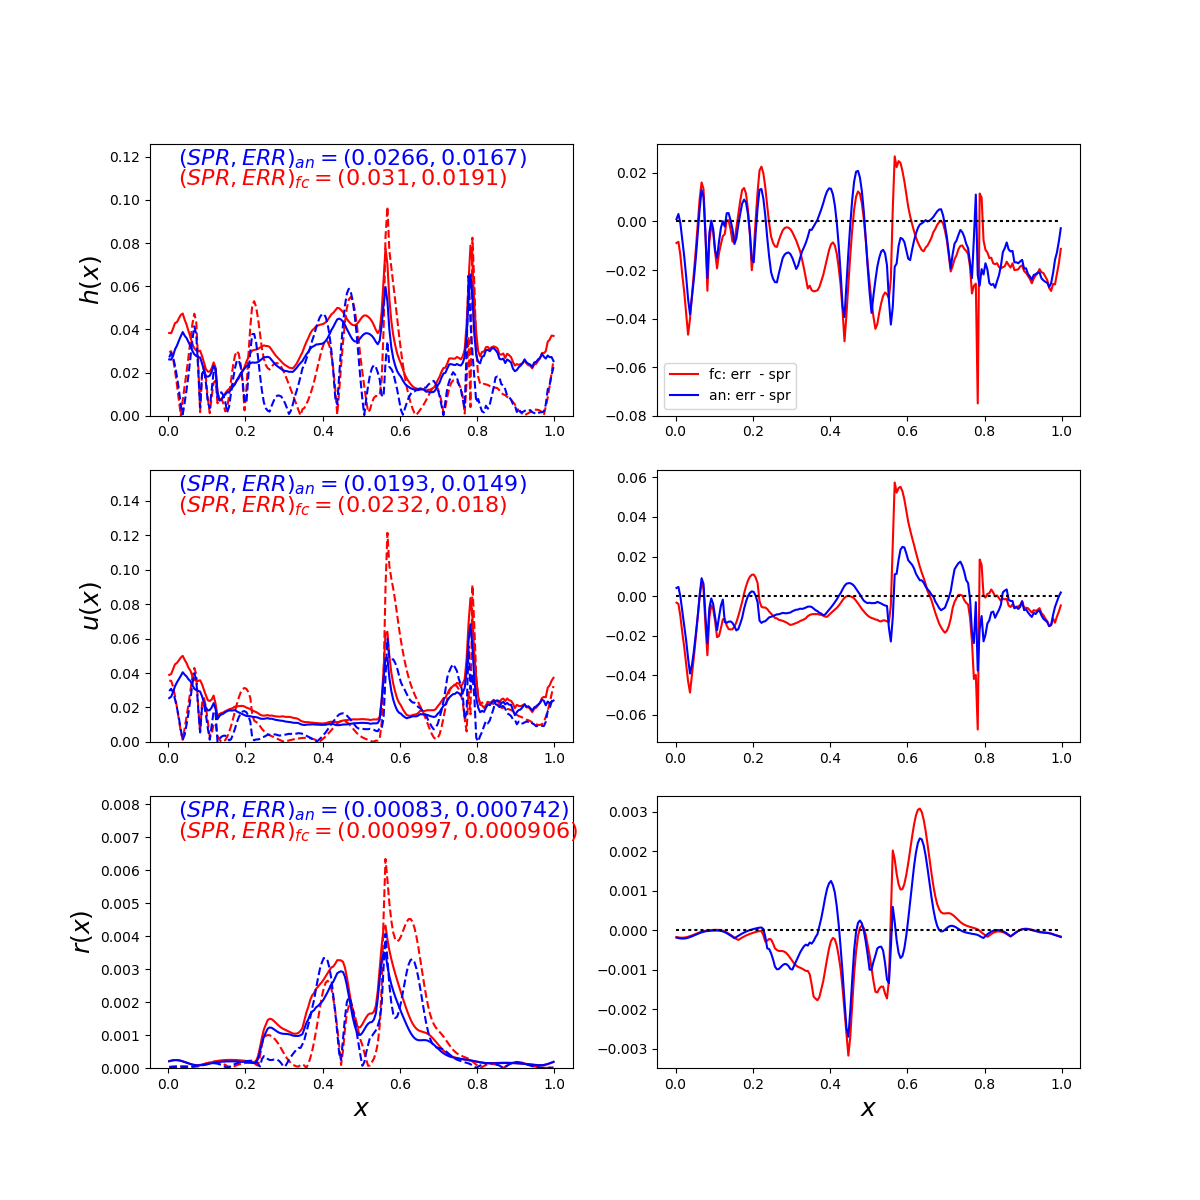 (SPR, ERR)an = (0.0266, 0.0167)
(SPR, ERR)fc = (0.031, 0.0191)
h(x)
0.12
0.10
0.08
0.06
0.04
0.02
0.00
0.0 0.2 0.4 0.6 0.8 1.0
0.02
0.00
−0.02
−0.04
−0.06
−0.08
fc: err - spr
an: err - spr
0.0 0.2 0.4 0.6 0.8 1.0
(SPR, ERR)an = (0.0193, 0.0149)
(SPR, ERR)fc = (0.0232, 0.018)
u(x)
0.14
0.12
0.10
0.08
0.06
0.04
0.02
0.00
0.0 0.2 0.4 0.6 0.8 1.0
0.06
0.04
0.02
0.00
−0.02
−0.04
−0.06
0.0 0.2 0.4 0.6 0.8 1.0
(SPR, ERR)an = (0.00083, 0.000742)
(SPR, ERR)fc = (0.000997, 0.000906)
r(x)
0.008
0.007
0.006
0.005
0.004
0.003
0.002
0.001
0.000
0.0 0.2 0.4 0.6 0.8 1.0
x
0.003
0.002
0.001
0.000
−0.001
−0.002
−0.003
0.0 0.2 0.4 0.6 0.8 1.0
x